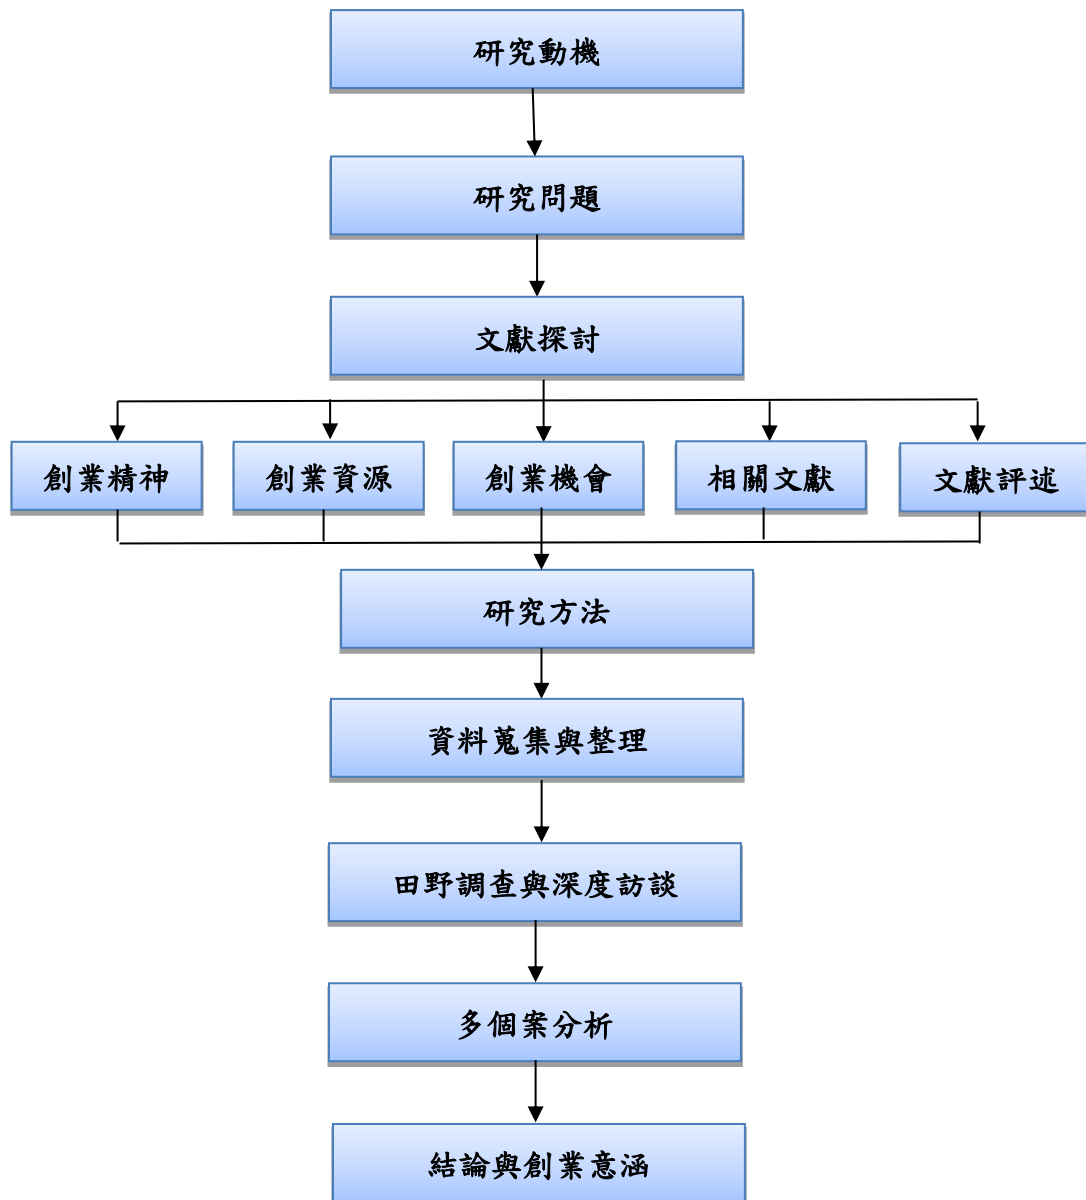 研究動機
研究問題
文獻探討
創業精神
創業資源
創業機會
相關文獻
文獻評述
研究方法
資料蒐集與整理
田野調查與深度訪談
多個案分析
結論與創業意涵